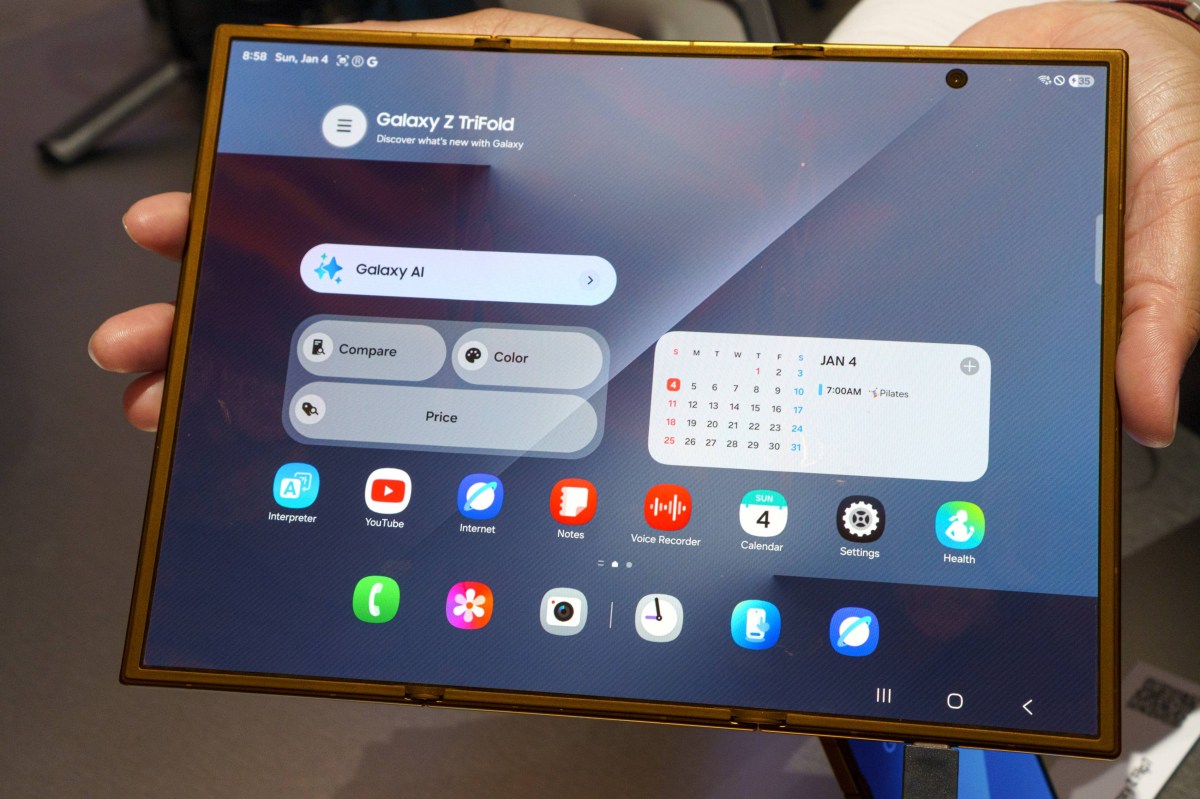 8:58 Sun, Jan 4 G
35
Galaxy Z TriFold
Discover what's new with Galaxy
Galaxy AI
Compare
Color
Price
S M T W T F S
1 2 3
4 5 6 7 8 9 10
11 12 13 14 15 16 17
18 19 20 21 22 23 24
25 26 27 28 29 30 31
JAN 4
7:00AM Pilates
A
SUN
4
Interpreter
YouTube
Internet
Notes
Voice Recorder
Calendar
Settings
Health